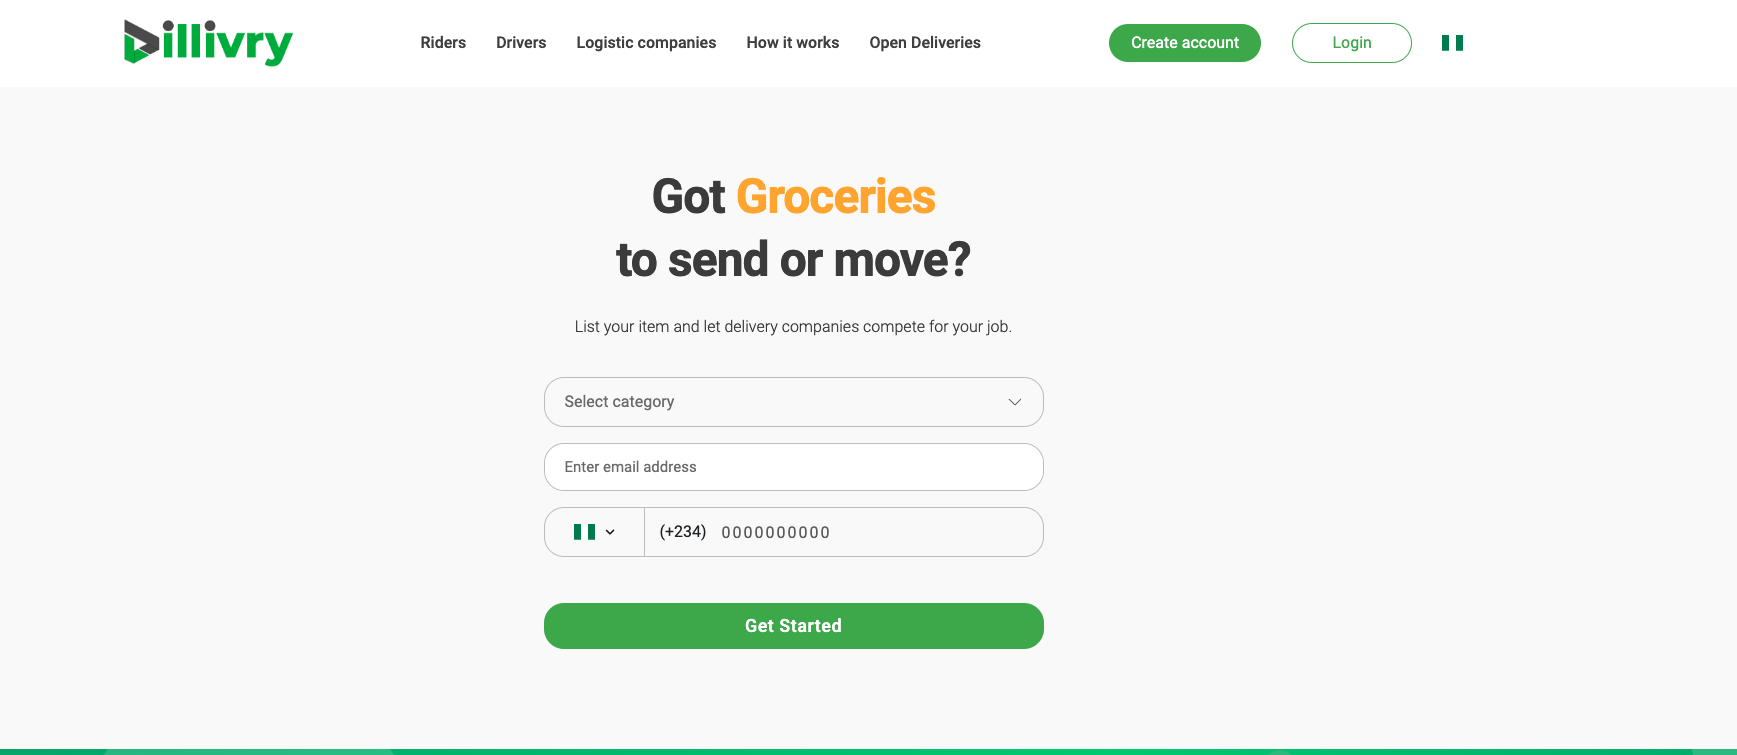 Dillivry
Riders
Drivers
Logistic companies
How it works
Open Deliveries
Create account
Login
Got Groceries
to send or move?
List your item and let delivery companies compete for your job.
Select category
Enter email address
(+234) 0000000000
Get Started